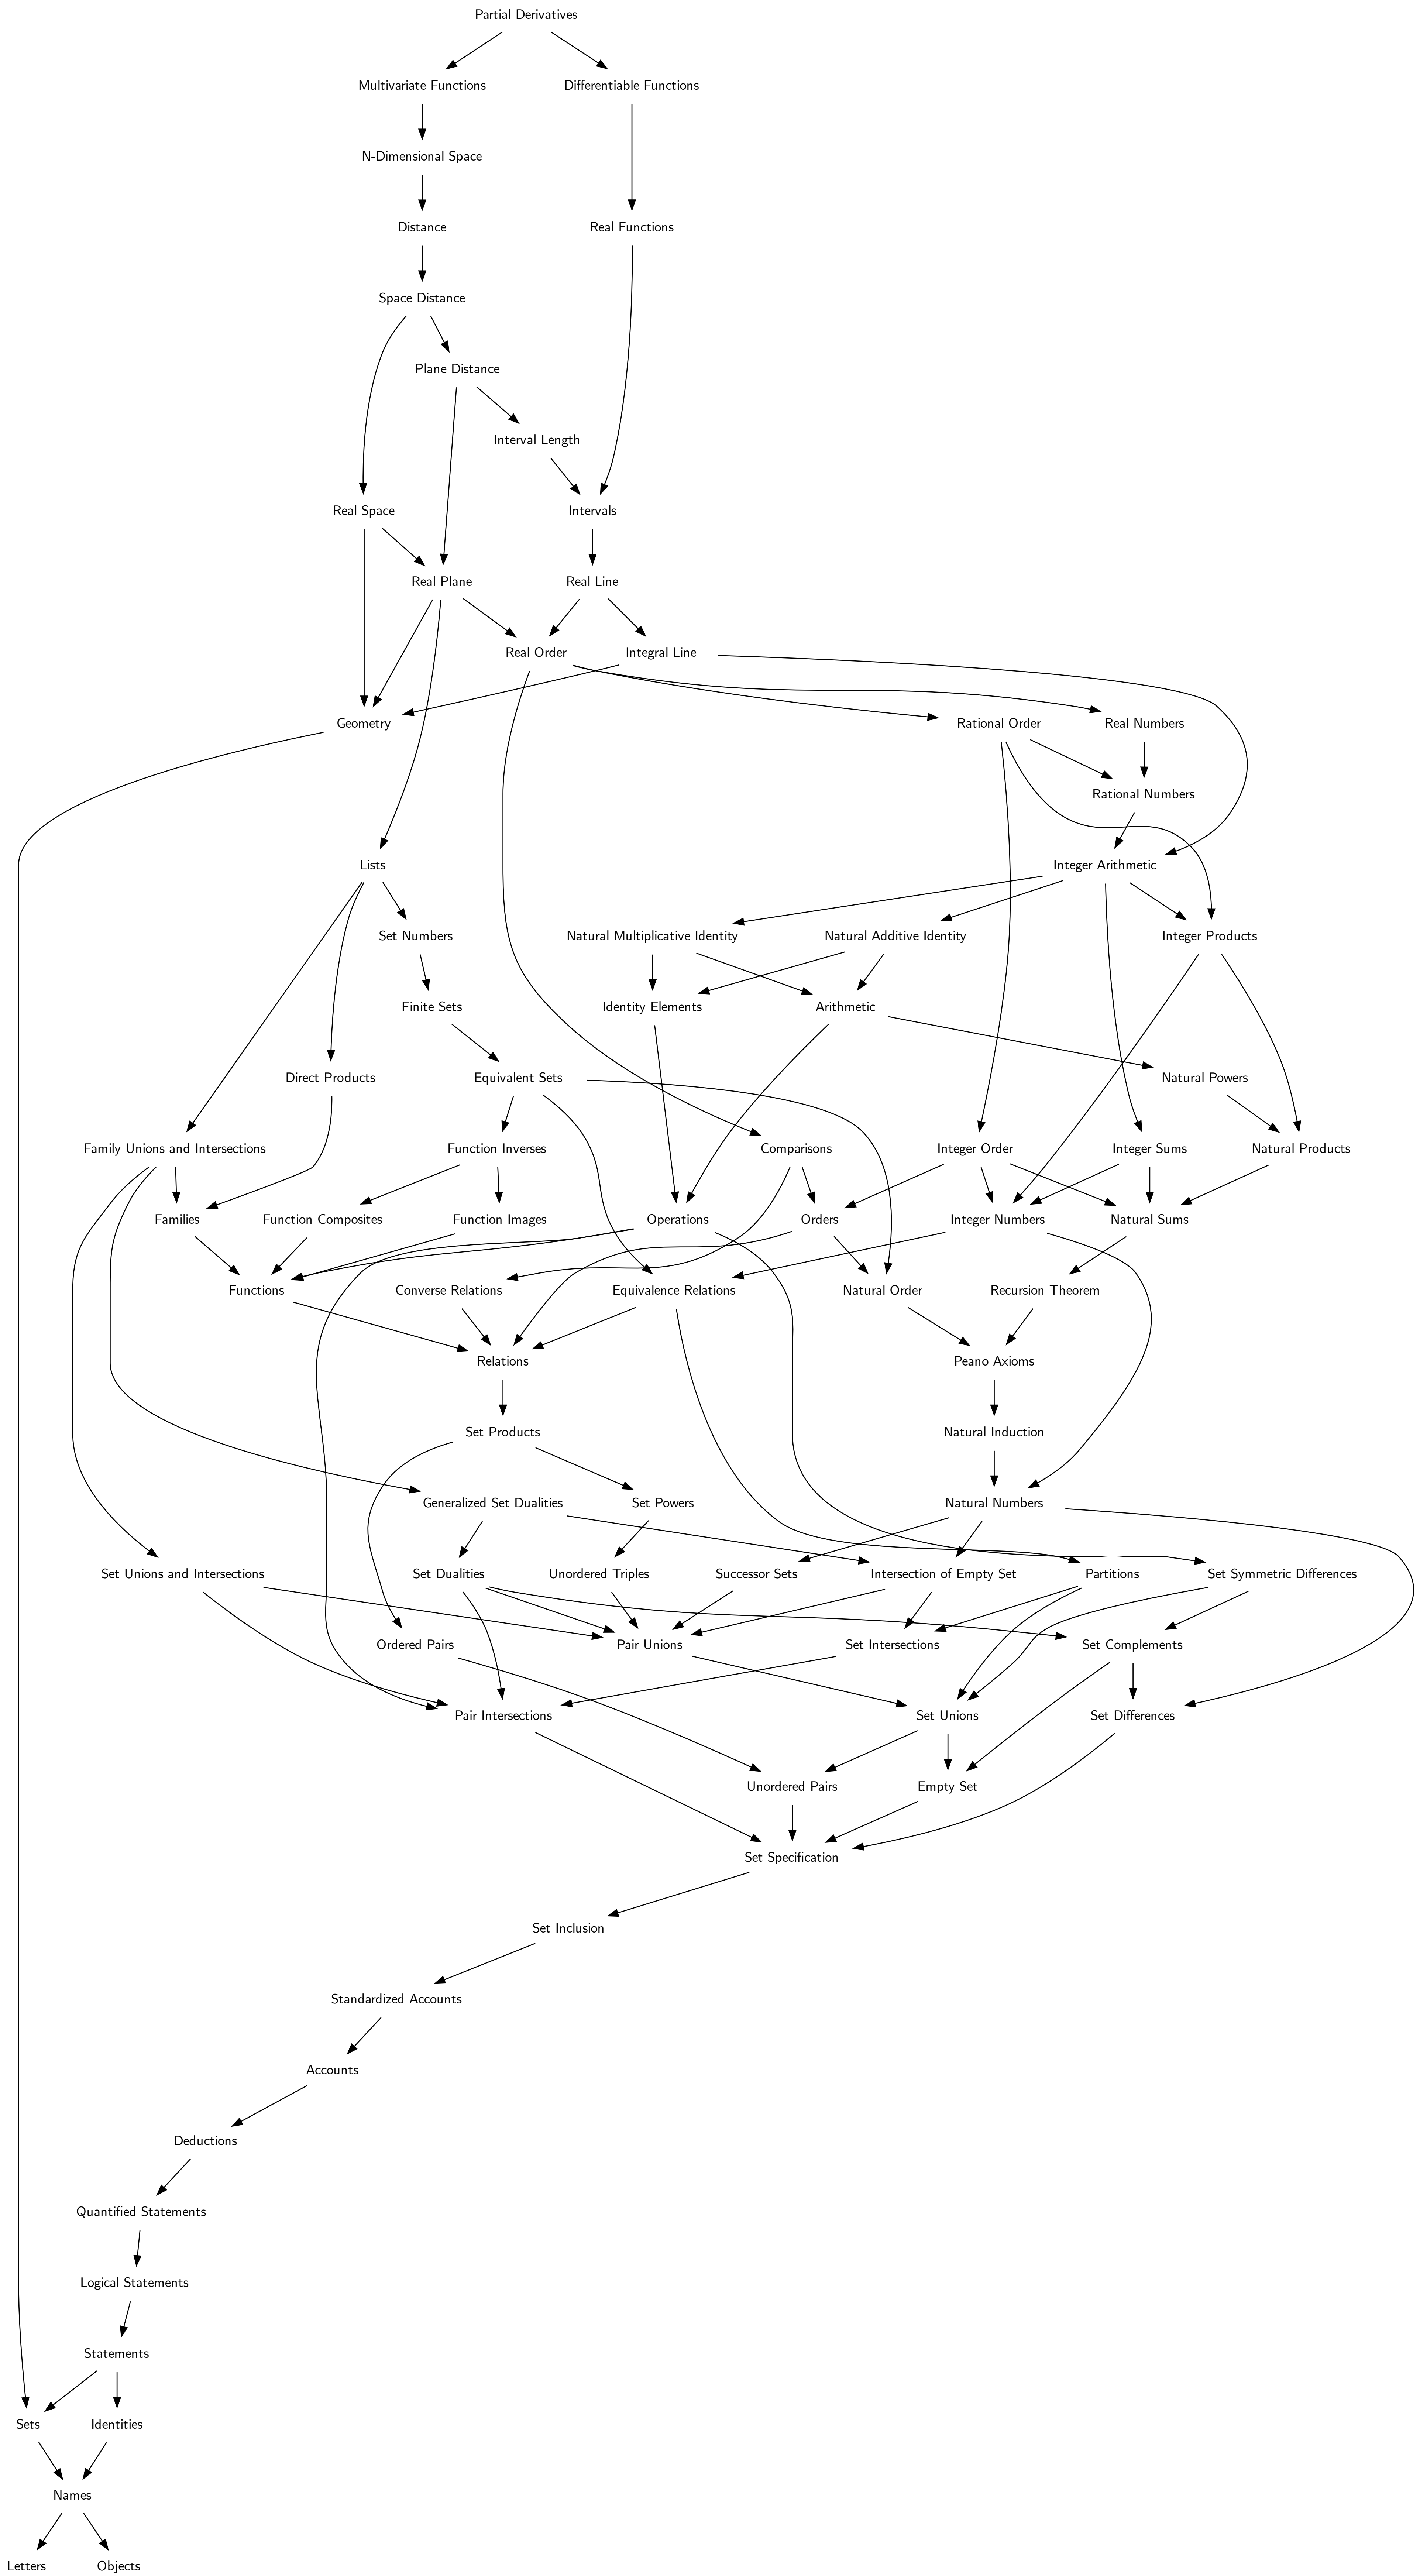 Partial Derivatives
Multivariate Functions
Differentiable Functions
N-Dimensional Space
Distance
Real Functions
Space Distance
Plane Distance
Interval Length
Real Space
Intervals
Real Plane
Real Line
Real Order
Integral Line
Geometry
Rational Order
Real Numbers
Rational Numbers
Lists
Integer Arithmetic
Set Numbers
Natural Multiplicative Identity
Natural Additive Identity
Integer Products
Finite Sets
Identity Elements
Arithmetic
Direct Products
Equivalent Sets
Natural Powers
Family Unions and Intersections
Function Inverses
Comparisons
Integer Order
Integer Sums
Natural Products
Families
Function Composites
Function Images
Operations
Orders
Integer Numbers
Natural Sums
Functions
Converse Relations
Equivalence Relations
Natural Order
Recursion Theorem
Relations
Peano Axioms
Set Products
Natural Induction
Generalized Set Dualities
Set Powers
Natural Numbers
Set Unions and Intersections
Set Dualities
Unordered Triples
Successor Sets
Intersection of Empty Set
Partitions
Set Symmetric Differences
Ordered Pairs
Pair Unions
Set Intersections
Set Complements
Pair Intersections
Set Unions
Set Differences
Unordered Pairs
Empty Set
Set Specification
Set Inclusion
Standardized Accounts
Accounts
Deductions
Quantified Statements
Logical Statements
Statements
Sets
Identities
Names
Letters
Objects